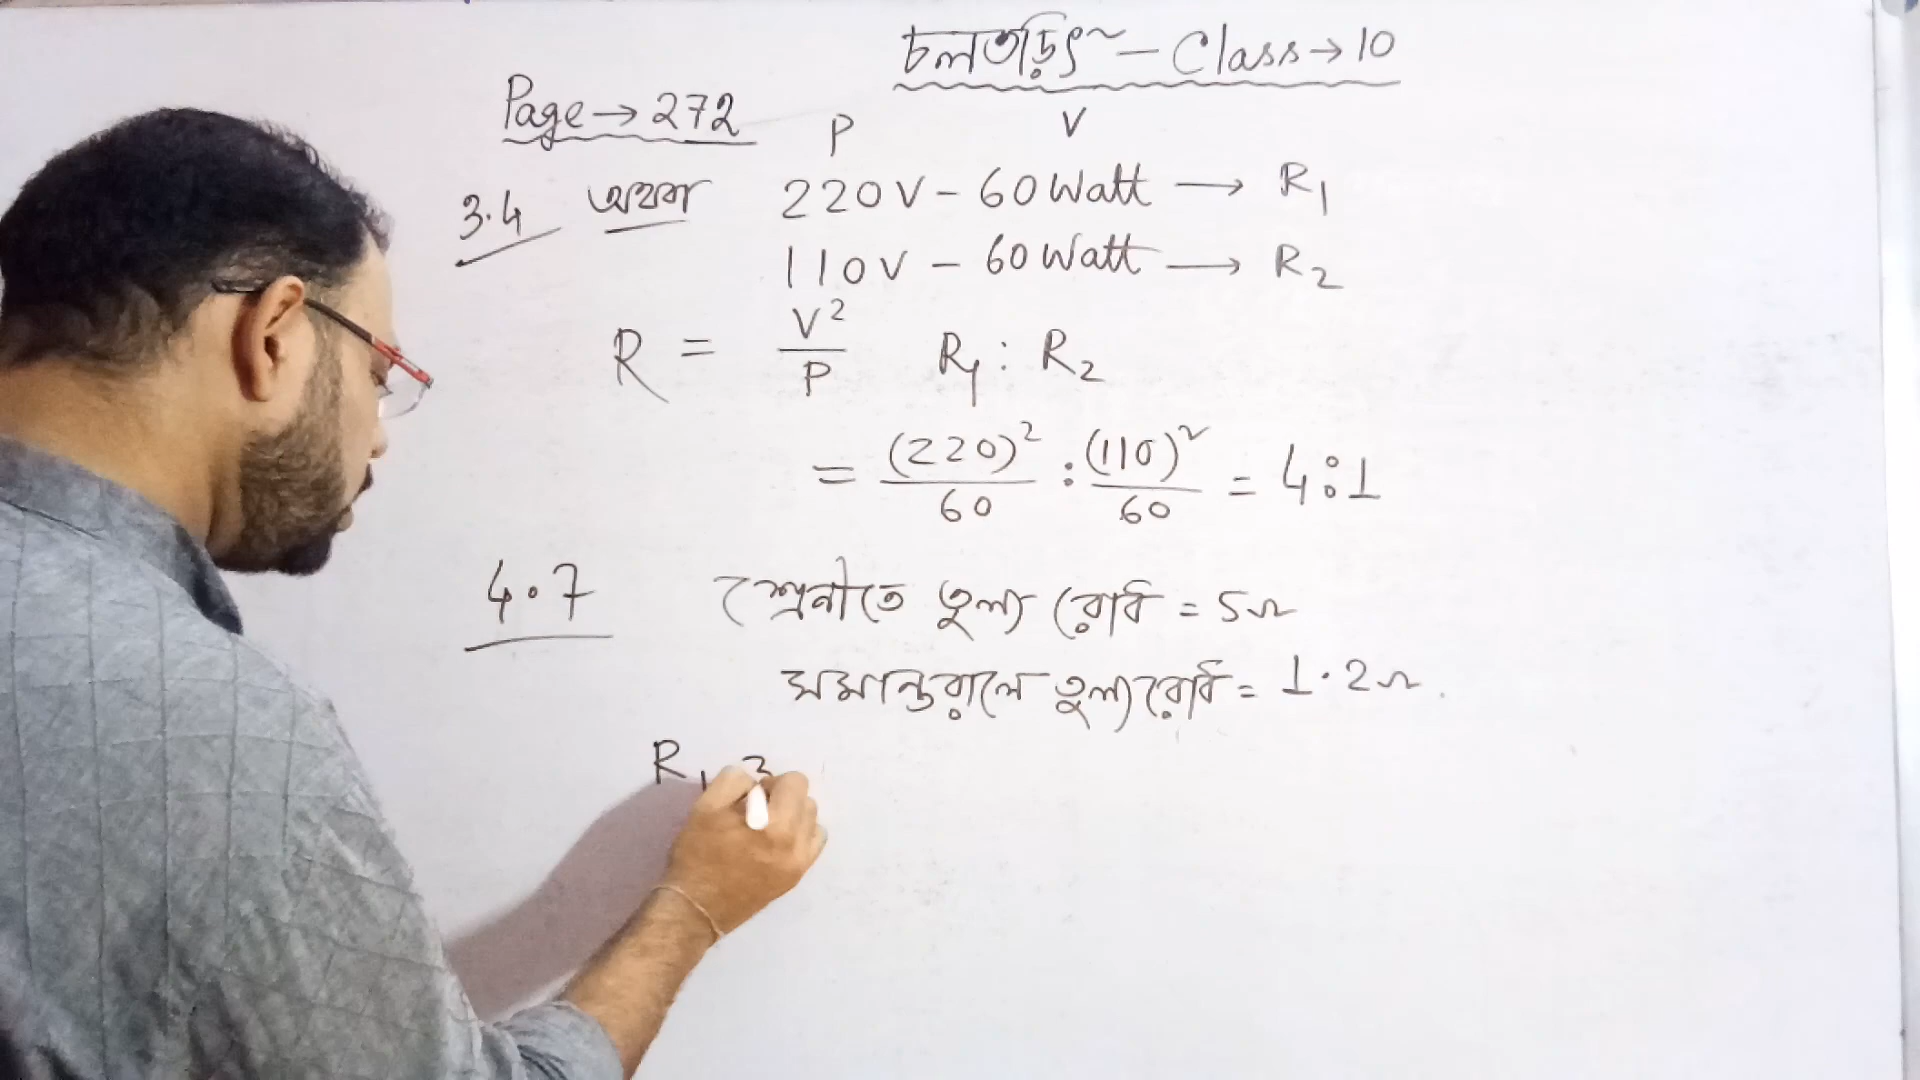 চলতড়িৎ — Class → 10
Page → 272
P V
3.4 অথবা 220V - 60 Watt → R1
110V - 60 Watt → R2
R = V²/P R1 : R2
= (220)²/60 : (110)²/60 = 4:1
4.7 শ্রেনীতে তুল্য রোধ = 5Ω
সমান্তরালে তুল্যরোধ = 1.2Ω.
R1